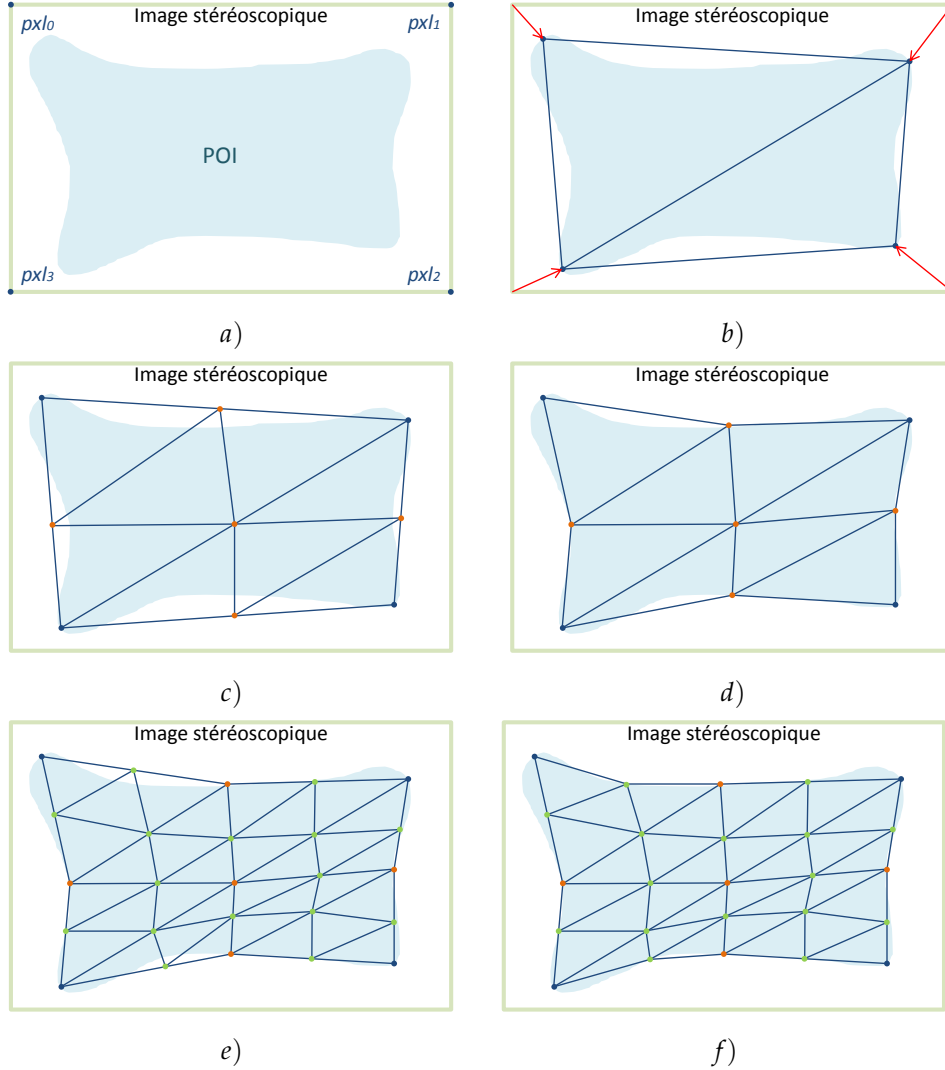 Image stéréoscopique
pxl0 pxl1
POI
pxl3 pxl2
a)
Image stéréoscopique
b)
Image stéréoscopique
c)
Image stéréoscopique
d)
Image stéréoscopique
e)
Image stéréoscopique
f)